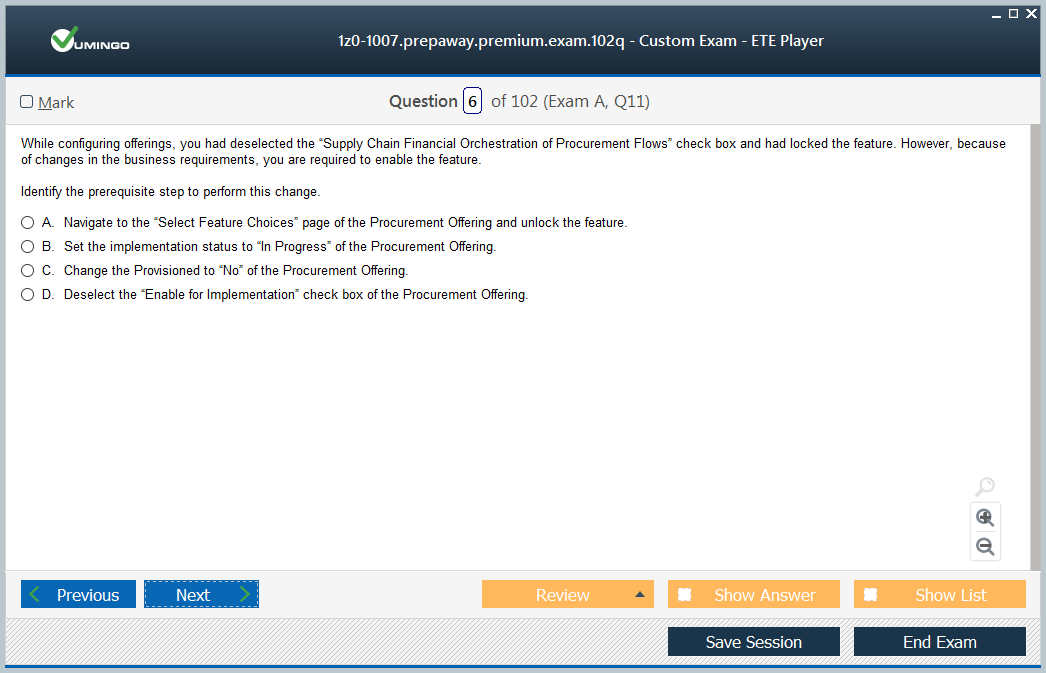 VUMINGO
1z0-1007.prepaway.premium.exam.102q - Custom Exam - ETE Player
Mark
Question 6 of 102 (Exam A, Q11)
While configuring offerings, you had deselected the “Supply Chain Financial Orchestration of Procurement Flows” check box and had locked the feature. However, because
of changes in the business requirements, you are required to enable the feature.
Identify the prerequisite step to perform this change.
A. Navigate to the “Select Feature Choices” page of the Procurement Offering and unlock the feature.
B. Set the implementation status to “In Progress” of the Procurement Offering.
C. Change the Provisioned to “No” of the Procurement Offering.
D. Deselect the “Enable for Implementation” check box of the Procurement Offering.
Previous
Next
Review
Show Answer
Show List
Save Session
End Exam